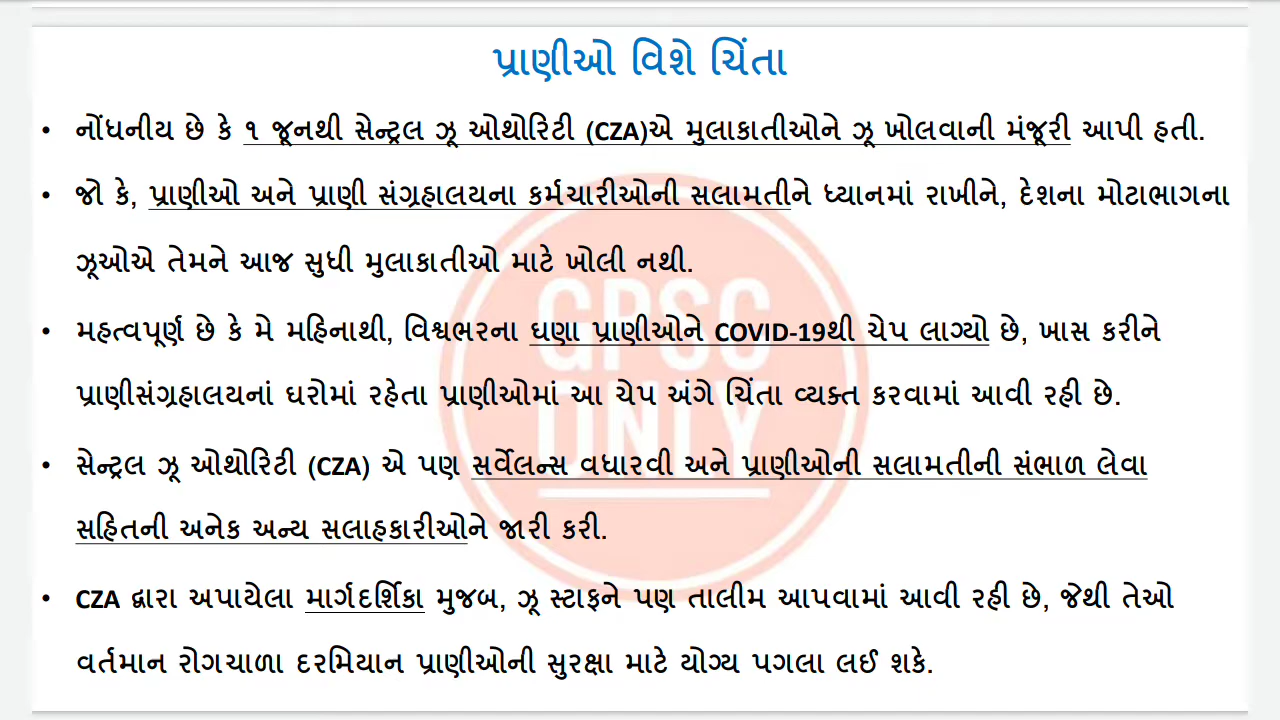 પ્રાણીઓ વિશે ચિંતા
• નોંધનીય છે કે ૧ જૂનથી સેન્ટ્રલ ઝૂ ઓથોરિટી (CZA)એ મુલાકાતીઓને ઝૂ ખોલવાની મંજૂરી આપી હતી.
• જો કે, પ્રાણીઓ અને પ્રાણી સંગ્રહાલયના કર્મચારીઓની સલામતીને ધ્યાનમાં રાખીને, દેશના મોટાભાગના
ઝૂઓએ તેમને આજ સુધી મુલાકાતીઓ માટે ખોલી નથી.
• મહત્વપૂર્ણ છે કે મે મહિનાથી, વિશ્વભરના ઘણા પ્રાણીઓને COVID-19થી ચેપ લાગ્યો છે, ખાસ કરીને
પ્રાણીસંગ્રહાલયનાં ઘરોમાં રહેતા પ્રાણીઓમાં આ ચેપ અંગે ચિંતા વ્યક્ત કરવામાં આવી રહી છે.
• સેન્ટ્રલ ઝૂ ઓથોરિટી (CZA) એ પણ સર્વેલન્સ વધારવી અને પ્રાણીઓની સલામતીની સંભાળ લેવા
સહિતની અનેક અન્ય સલાહકારીઓને જારી કરી.
• CZA દ્વારા અપાયેલા માર્ગદર્શિકા મુજબ, ઝૂ સ્ટાફને પણ તાલીમ આપવામાં આવી રહી છે, જેથી તેઓ
વર્તમાન રોગચાળા દરમિયાન પ્રાણીઓની સુરક્ષા માટે યોગ્ય પગલા લઈ શકે.
GPSC
ONLY